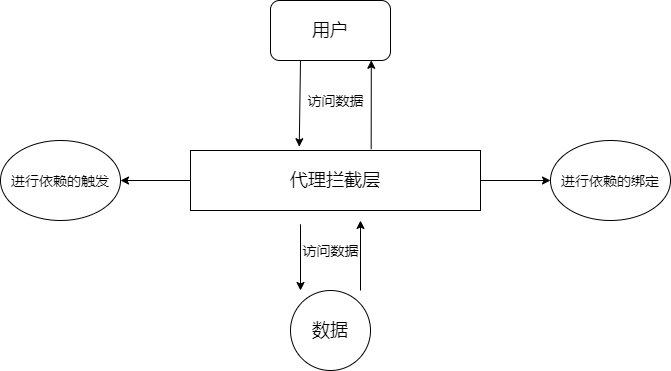 用户
访问数据
进行依赖的触发
代理拦截层
进行依赖的绑定
访问数据
数据